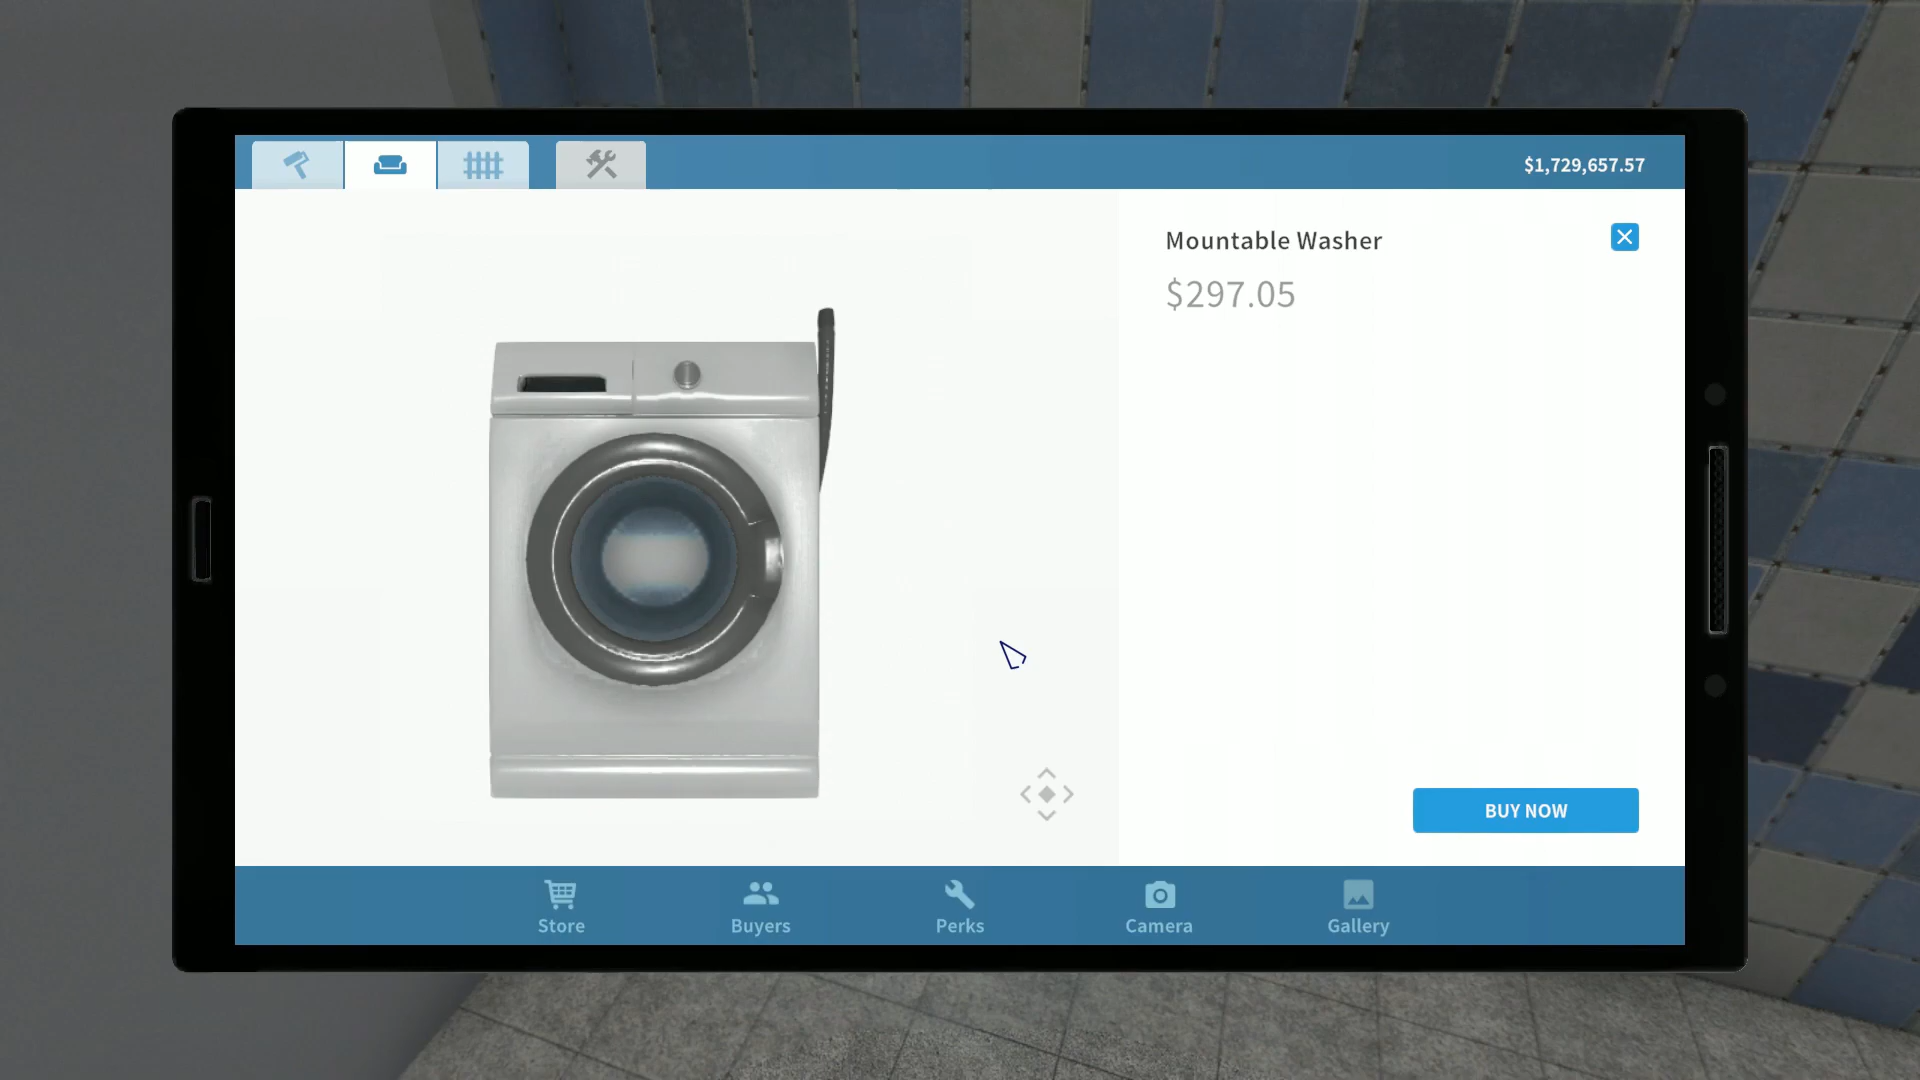 $1,729,657.57
Mountable Washer
$297.05
BUY NOW
Store
Buyers
Perks
Camera
Gallery